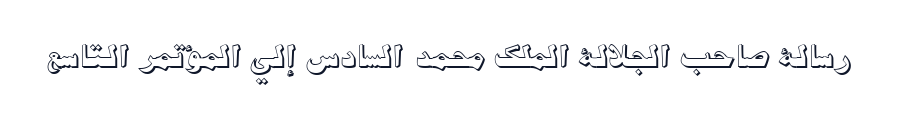 رسالة صاحب الجلالة الملك محمد السادس إلي المؤتمر التاسع